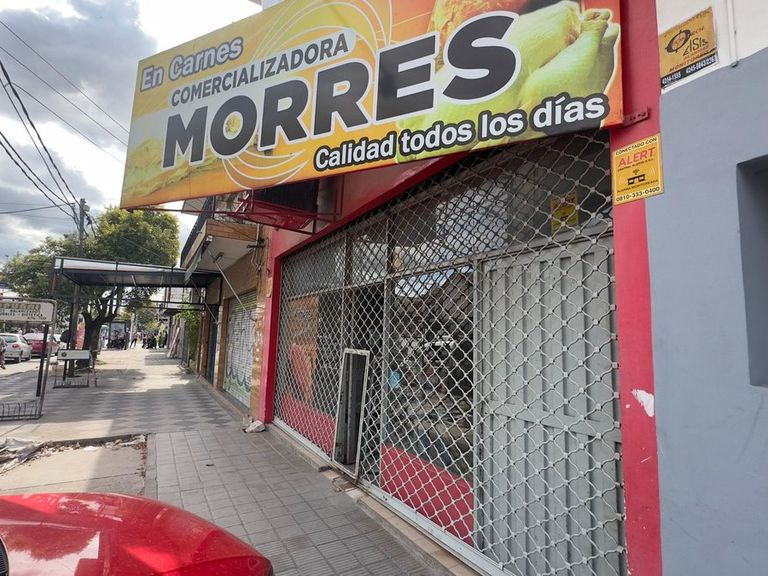 En Carnes
COMERCIALIZADORA
MORRES
Calidad todos los días
CONECTADO CON
ALERT
0810-333-0400